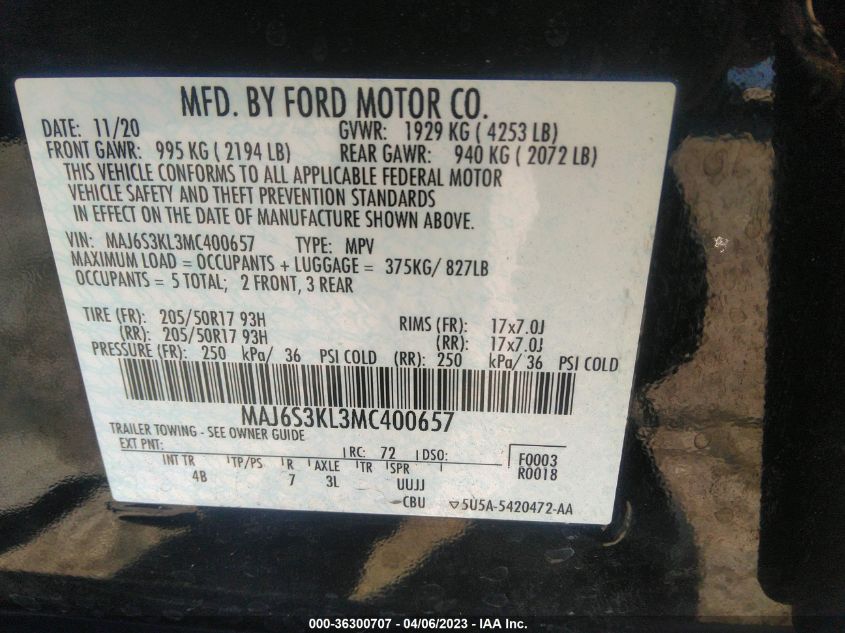 MFD. BY FORD MOTOR CO.
DATE: 11/20 GVWR: 1929 KG ( 4253 LB)
FRONT GAWR: 995 KG ( 2194 LB) REAR GAWR: 940 KG ( 2072 LB)
THIS VEHICLE CONFORMS TO ALL APPLICABLE FEDERAL MOTOR
VEHICLE SAFETY AND THEFT PREVENTION STANDARDS
IN EFFECT ON THE DATE OF MANUFACTURE SHOWN ABOVE.
VIN: MAJ6S3KL3MC400657 TYPE: MPV
MAXIMUM LOAD = OCCUPANTS + LUGGAGE = 375KG/ 827LB
OCCUPANTS = 5 TOTAL; 2 FRONT, 3 REAR
TIRE (FR): 205/50R17 93H RIMS (FR): 17x7.0J
(RR): 205/50R17 93H (RR): 17x7.0J
PRESSURE (FR): 250 kPa/ 36 PSI COLD (RR): 250 kPa/ 36 PSI COLD
MAJ6S3KL3MC400657
TRAILER TOWING - SEE OWNER GUIDE
EXT PNT: RC: 72 DSO: F0003
R0018
INT TR TP/PS R AXLE TR SPR
4B 7 3L UUJJ
CBU ▽5U5A-5420472-AA
000-36300707 - 04/06/2023 - IAA Inc.